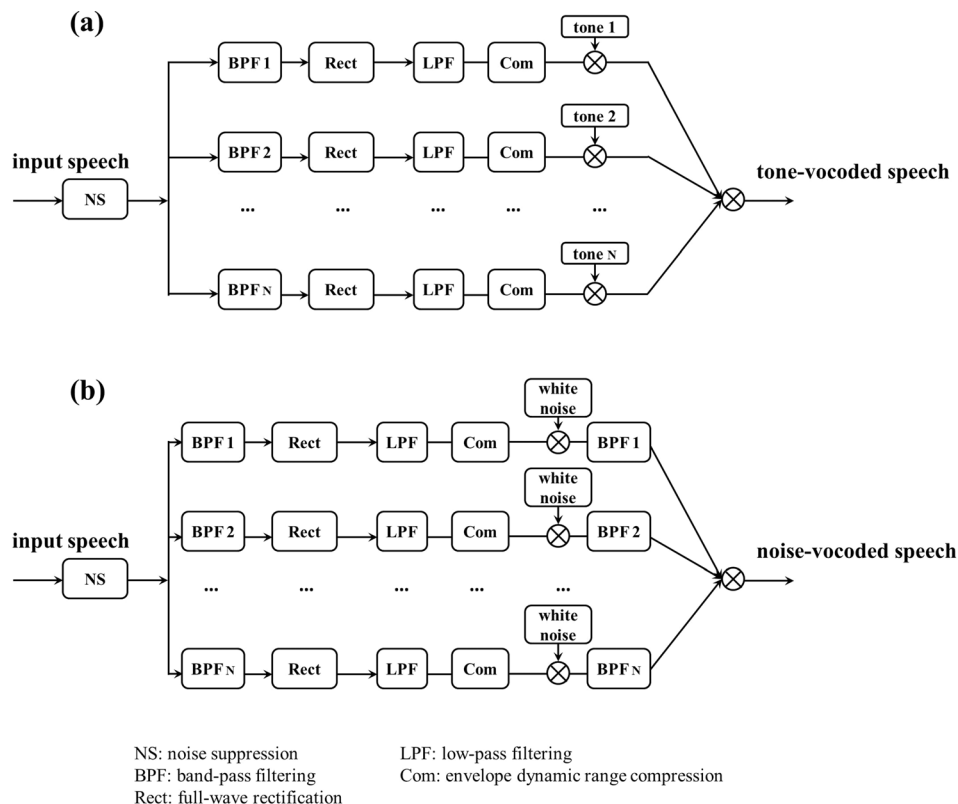 (a)
tone 1
BPF 1 Rect LPF Com
tone 2
BPF 2 Rect LPF Com
input speech
tone-vocoded speech
NS
... ... ... ... ...
tone N
BPF N Rect LPF Com
(b)
white
noise
BPF 1 Rect LPF Com BPF 1
white
noise
BPF 2 Rect LPF Com BPF 2
input speech
noise-vocoded speech
NS
... ... ... ... ...
white
noise
BPF N Rect LPF Com BPF N
NS: noise suppression LPF: low-pass filtering
BPF: band-pass filtering Com: envelope dynamic range compression
Rect: full-wave rectification